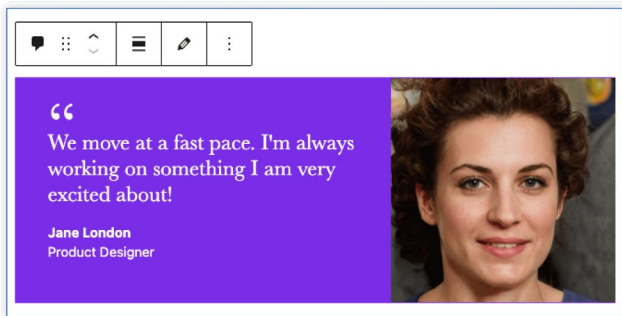 “
We move at a fast pace. I'm always
working on something I am very
excited about!
Jane London
Product Designer